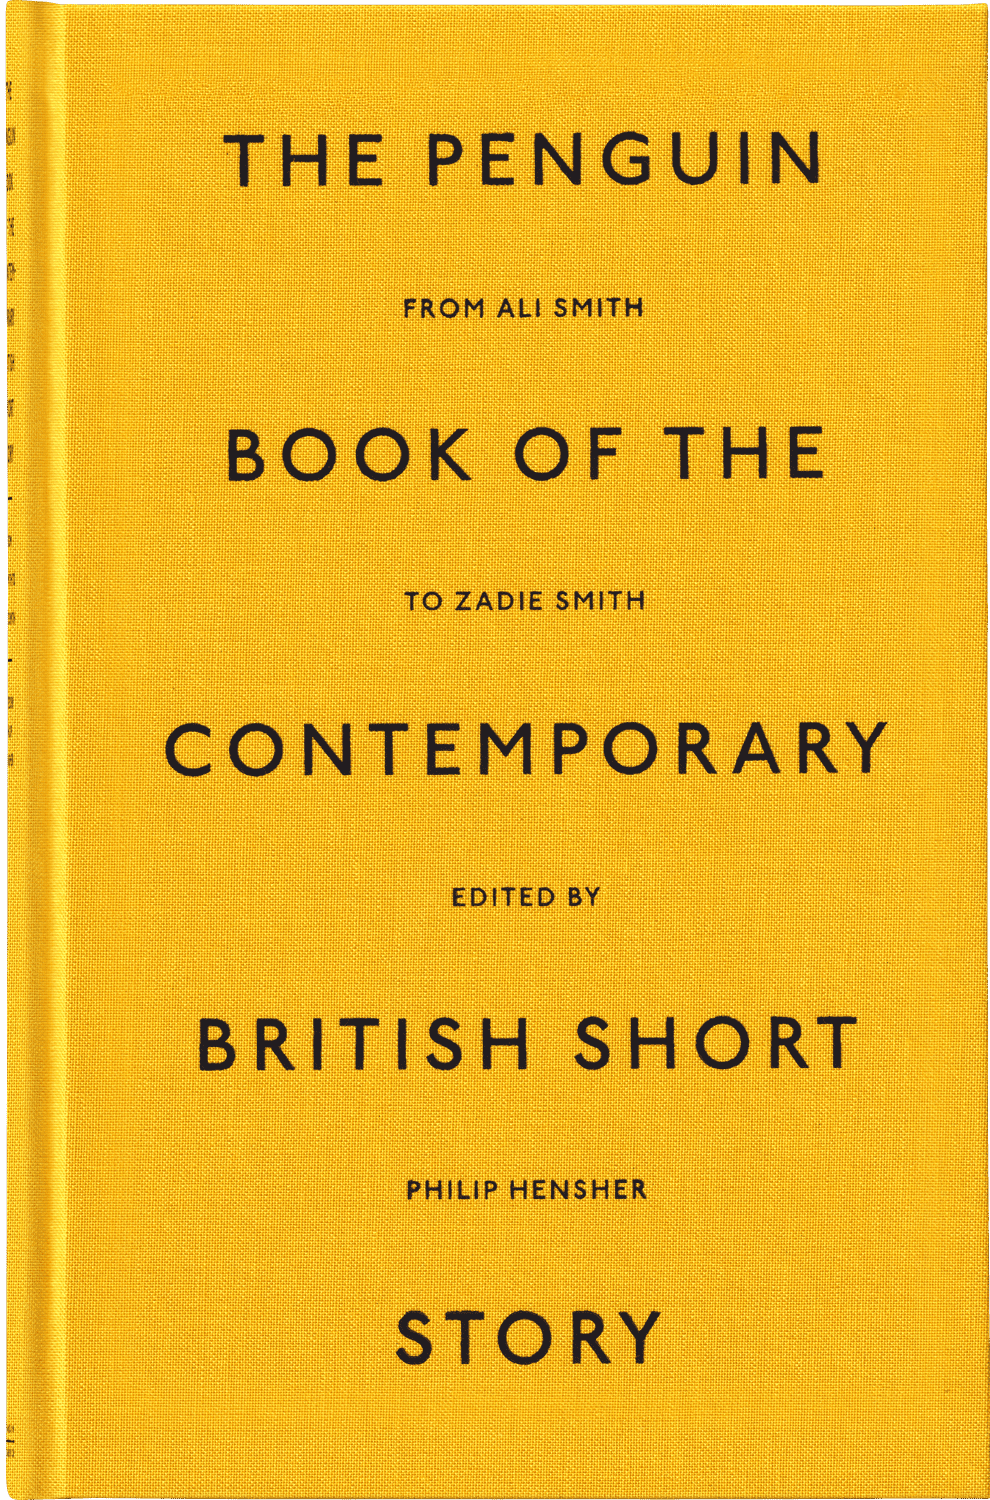 THE PENGUIN
FROM ALI SMITH
BOOK OF THE
TO ZADIE SMITH
CONTEMPORARY
EDITED BY
BRITISH SHORT
PHILIP HENSHER
STORY